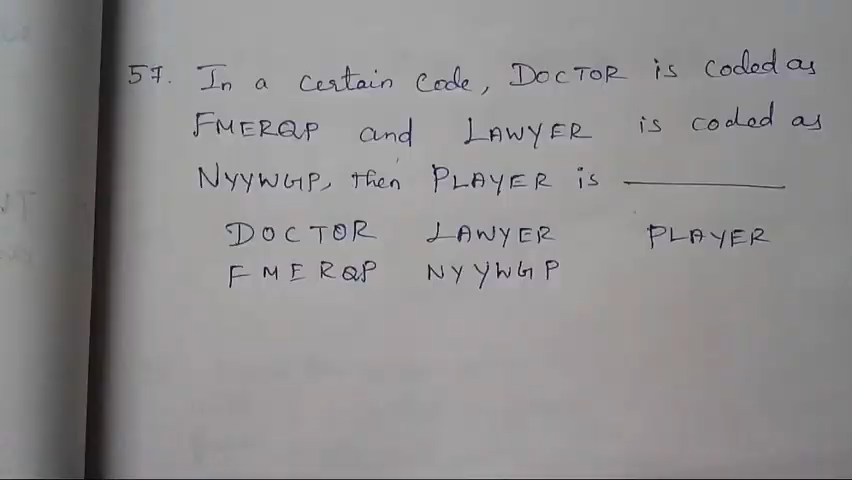 57. In a certain code, DOCTOR is coded as
FMERQP and LAWYER is coded as
NYYWGP, then PLAYER is ______
DOCTOR LAWYER PLAYER
FMERQP NYYWGP